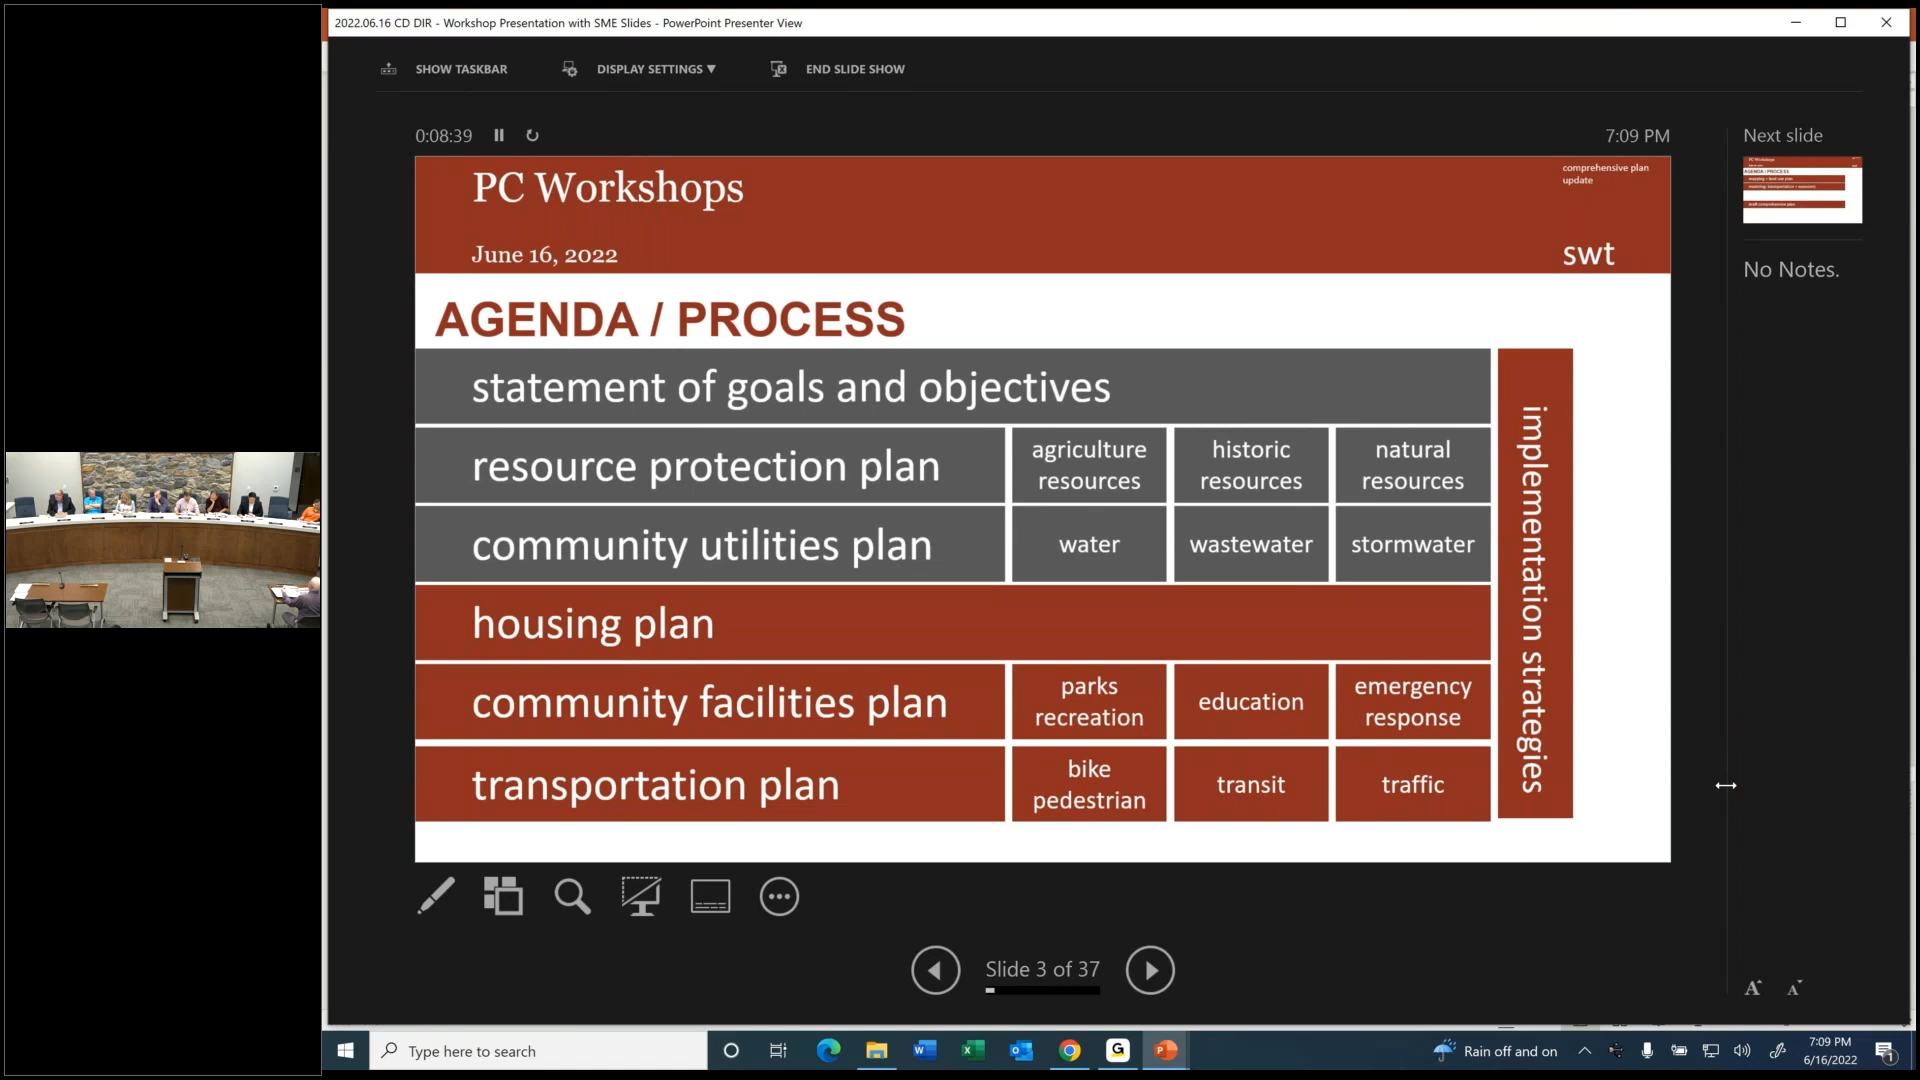 2022.06.16 CD DIR - Workshop Presentation with SME Slides - PowerPoint Presenter View
SHOW TASKBAR
DISPLAY SETTINGS ▼
END SLIDE SHOW
0:08:39
7:09 PM
PC Workshops
June 16, 2022
comprehensive plan
update
swt
AGENDA / PROCESS
statement of goals and objectives
resource protection plan
agriculture
resources
historic
resources
natural
resources
community utilities plan
water
wastewater
stormwater
housing plan
community facilities plan
parks
recreation
education
emergency
response
transportation plan
bike
pedestrian
transit
traffic
implementation strategies
Next slide
PC Workshops
AGENDA / PROCESS
No Notes.
Slide 3 of 37
Type here to search
Rain off and on
7:09 PM
6/16/2022
1